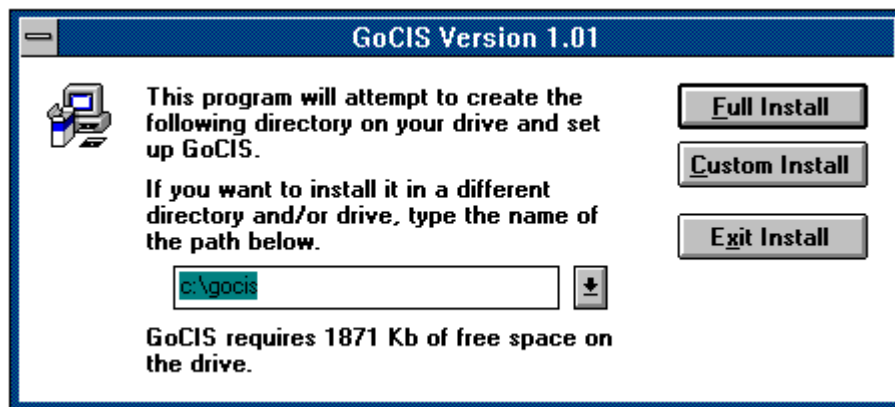 GoCIS Version 1.01
This program will attempt to create the
following directory on your drive and set
up GoCIS.
If you want to install it in a different
directory and/or drive, type the name of
the path below.
c:\gocis
GoCIS requires 1871 Kb of free space on
the drive.
Full Install
Custom Install
Exit Install